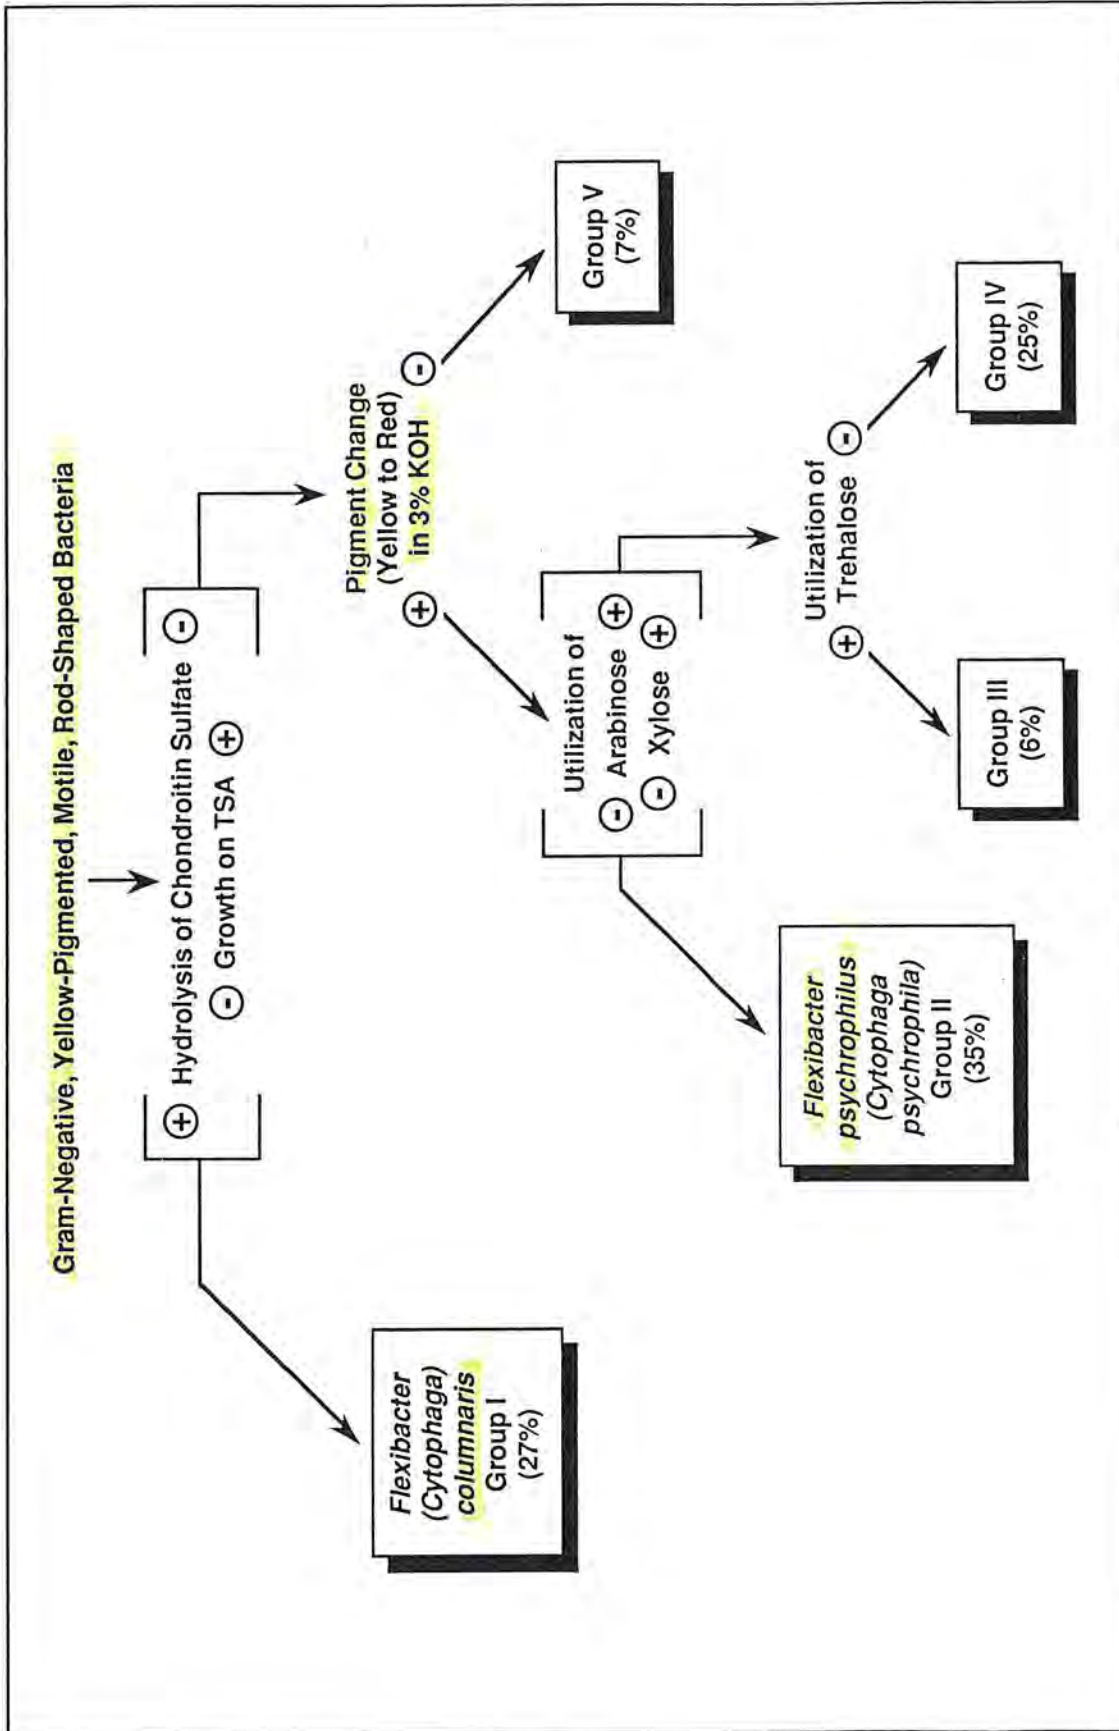 Gram-Negative, Yellow-Pigmented, Motile, Rod-Shaped Bacteria
+ Hydrolysis of Chondroitin Sulfate -
- Growth on TSA +
Pigment Change
(Yellow to Red)
in 3% KOH
+ -
Utilization of
- Arabinose +
- Xylose +
Group V
(7%)
Utilization of
+ Trehalose -
Flexibacter
(Cytophaga)
columnaris
Group I
(27%)
Flexibacter
psychrophilus
(Cytophaga
psychrophila)
Group II
(35%)
Group III
(6%)
Group IV
(25%)